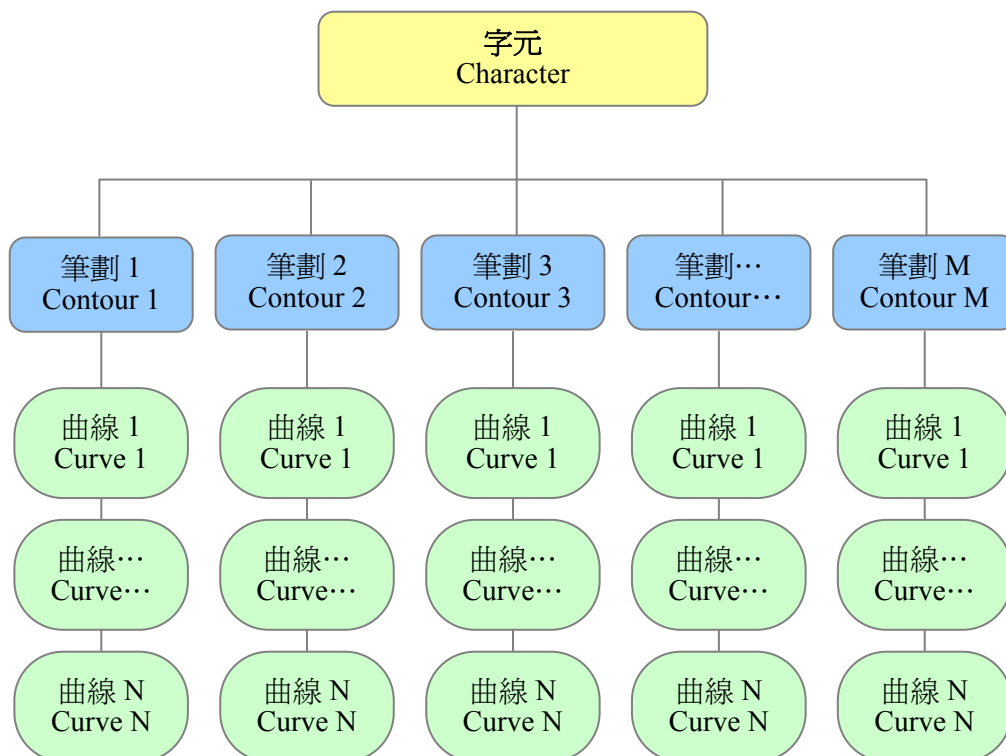 字元
Character
筆劃 1
Contour 1
筆劃 2
Contour 2
筆劃 3
Contour 3
筆劃…
Contour…
筆劃 M
Contour M
曲線 1
Curve 1
曲線 1
Curve 1
曲線 1
Curve 1
曲線 1
Curve 1
曲線 1
Curve 1
曲線…
Curve…
曲線…
Curve…
曲線…
Curve…
曲線…
Curve…
曲線…
Curve…
曲線 N
Curve N
曲線 N
Curve N
曲線 N
Curve N
曲線 N
Curve N
曲線 N
Curve N